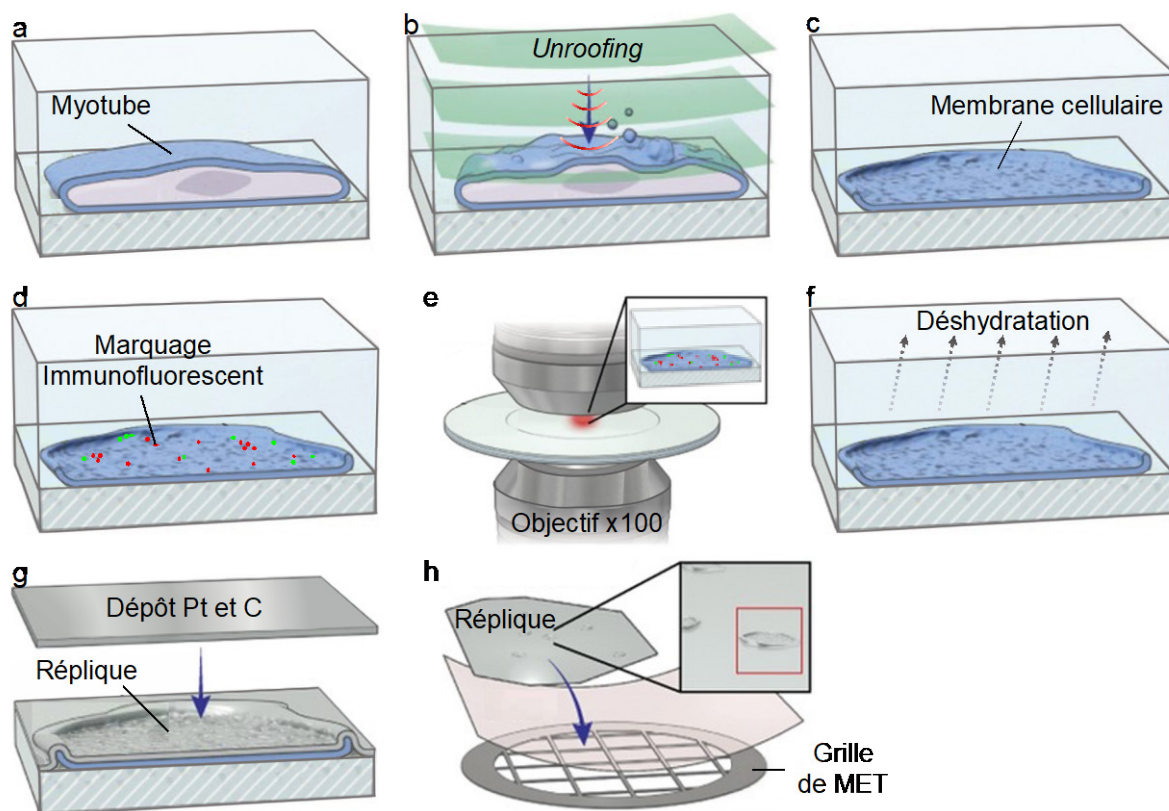 a
Myotube
b
Unroofing
c
Membrane cellulaire
d
Marquage
Immunofluorescent
e
Objectif x100
f
Déshydratation
g
Dépôt Pt et C
Réplique
h
Réplique
Grille
de MET